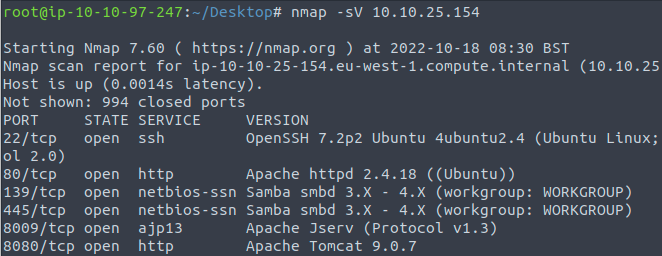 root@ip-10-10-97-247:~/Desktop# nmap -sV 10.10.25.154
Starting Nmap 7.60 ( https://nmap.org ) at 2022-10-18 08:30 BST
Nmap scan report for ip-10-10-25-154.eu-west-1.compute.internal (10.10.25
Host is up (0.0014s latency).
Not shown: 994 closed ports
PORT     STATE SERVICE     VERSION
22/tcp   open  ssh         OpenSSH 7.2p2 Ubuntu 4ubuntu2.4 (Ubuntu Linux;
ol 2.0)
80/tcp   open  http        Apache httpd 2.4.18 ((Ubuntu))
139/tcp  open  netbios-ssn Samba smbd 3.X - 4.X (workgroup: WORKGROUP)
445/tcp  open  netbios-ssn Samba smbd 3.X - 4.X (workgroup: WORKGROUP)
8009/tcp open  ajp13       Apache Jserv (Protocol v1.3)
8080/tcp open  http        Apache Tomcat 9.0.7